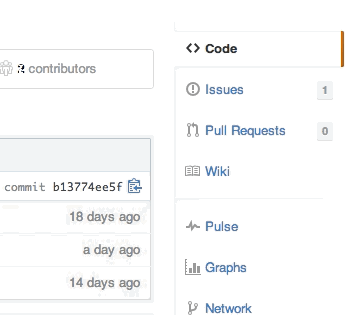 2 contributors
commit b13774ee5f
18 days ago
a day ago
14 days ago
Code
Issues 1
Pull Requests 0
Wiki
Pulse
Graphs
Network